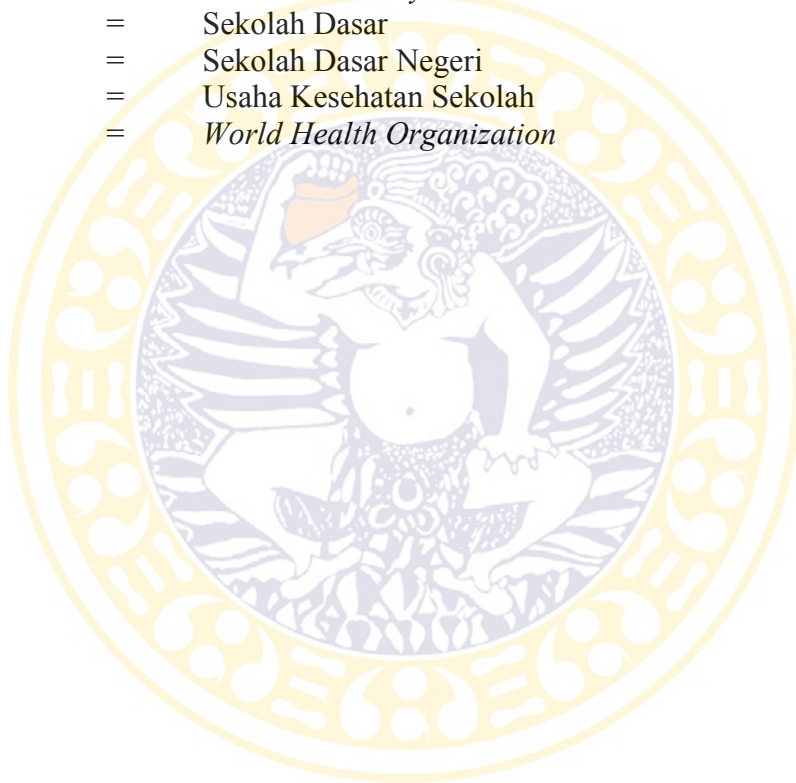 = Sekolah Dasar
= Sekolah Dasar Negeri
= Usaha Kesehatan Sekolah
= World Health Organization